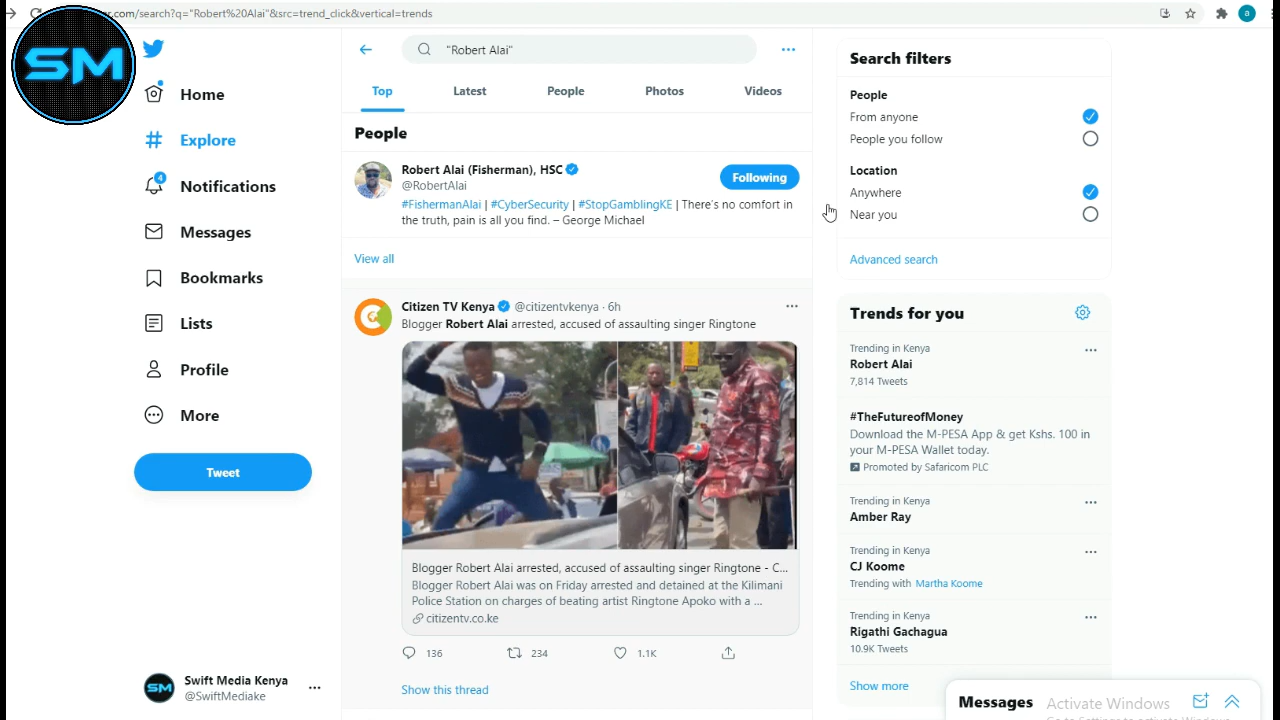 er.com/search?q="Robert%20Alai"&src=trend_click&vertical=trends
a
SM
Home
Explore
4
Notifications
Messages
Bookmarks
Lists
Profile
More
Tweet
SM
Swift Media Kenya
@SwiftMediake
"Robert Alai"
Top Latest People Photos Videos
People
Robert Alai (Fisherman), HSC
@RobertAlai
Following
#FishermanAlai | #CyberSecurity | #StopGamblingKE | There's no comfort in
the truth, pain is all you find. – George Michael
View all
Citizen TV Kenya @citizentvkenya · 6h
Blogger Robert Alai arrested, accused of assaulting singer Ringtone
Blogger Robert Alai arrested, accused of assaulting singer Ringtone - C...
Blogger Robert Alai was on Friday arrested and detained at the Kilimani
Police Station on charges of beating artist Ringtone Apoko with a ...
citizentv.co.ke
136 234 1.1K
Show this thread
Search filters
People
From anyone
People you follow
Location
Anywhere
Near you
Advanced search
Trends for you
Trending in Kenya
Robert Alai
7,814 Tweets
#TheFutureofMoney
Download the M-PESA App & get Kshs. 100 in
your M-PESA Wallet today.
Promoted by Safaricom PLC
Trending in Kenya
Amber Ray
Trending in Kenya
CJ Koome
Trending with Martha Koome
Trending in Kenya
Rigathi Gachagua
10.9K Tweets
Show more
Messages
Activate Windows
Go to Settings to activate Windows